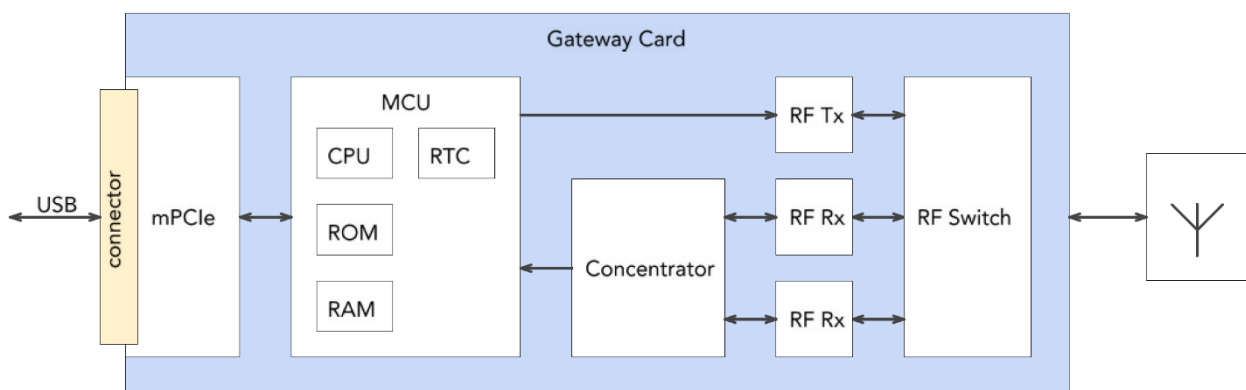 Gateway Card
MCU
RF Tx
CPU
RTC
USB
connector
mPCIe
ROM
RF Rx
RF Switch
Concentrator
RAM
RF Rx